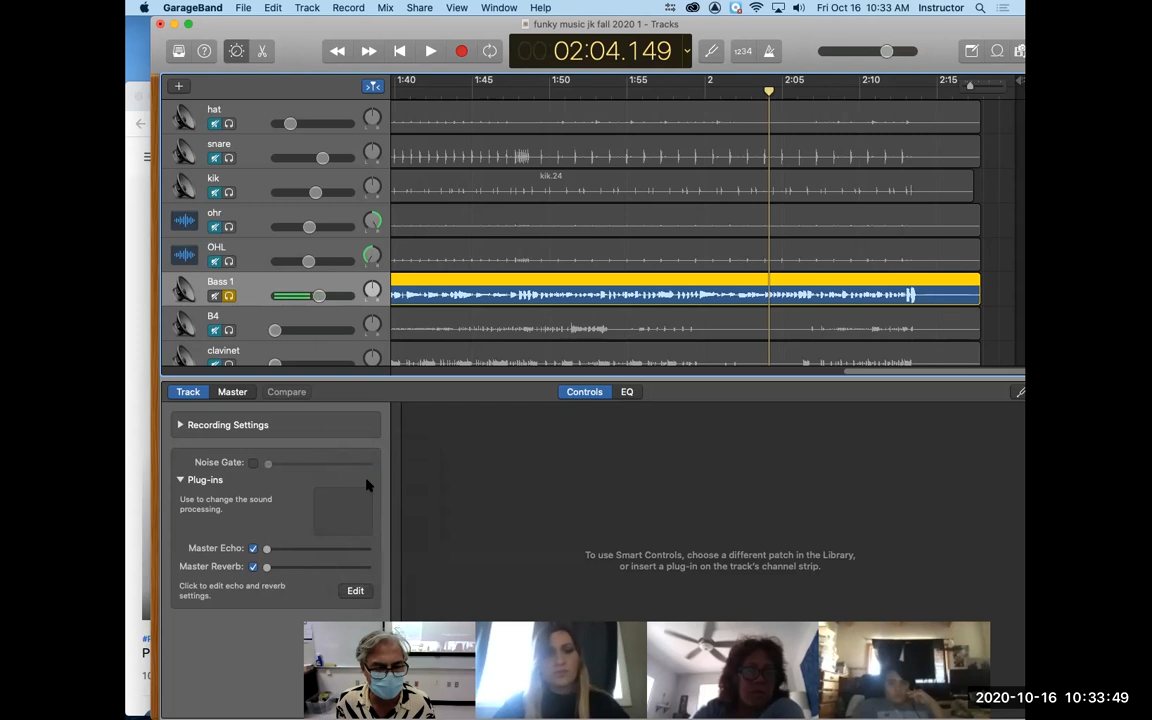 GarageBand File Edit Track Record Mix Share View Window Help Fri Oct 16 10:33 AM Instructor
funky music jk fall 2020 1 - Tracks
00 02:04.149 1234
1:40 1:45 1:50 1:55 2 2:05 2:10 2:15
hat
snare
kik
kik.24
ohr
OHL
Bass 1
B4
clavinet
L R
Track Master Compare Controls EQ
Recording Settings
Noise Gate:
Plug-ins
Use to change the sound
processing.
Master Echo:
Master Reverb:
Click to edit echo and reverb
settings.
Edit
To use Smart Controls, choose a different patch in the Library,
or insert a plug-in on the track's channel strip.
2020-10-16 10:33:49